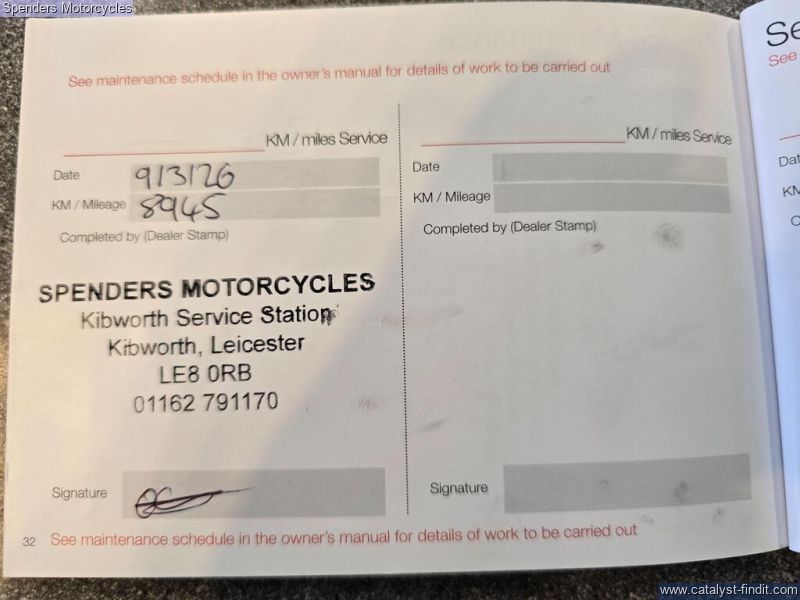 Spenders Motorcycles
See maintenance schedule in the owner's manual for details of work to be carried out
KM / miles Service
Date 9/3/26
KM / Mileage 8945
Completed by (Dealer Stamp)
SPENDERS MOTORCYCLES
Kibworth Service Station
Kibworth, Leicester
LE8 0RB
01162 791170
Signature
KM / miles Service
Date
KM / Mileage
Completed by (Dealer Stamp)
Signature
32 See maintenance schedule in the owner's manual for details of work to be carried out
See
www.catalyst-findit.com